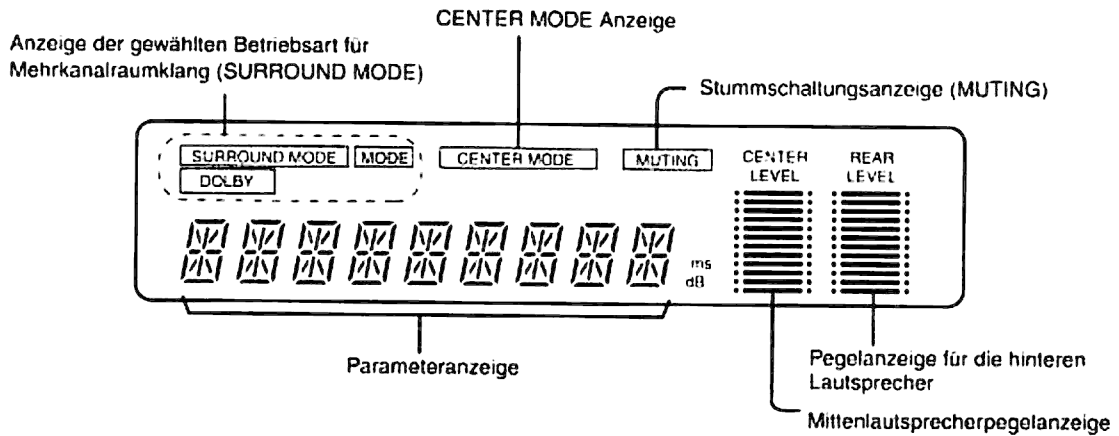 CENTER MODE Anzeige
Anzeige der gewählten Betriebsart für
Mehrkanalraumklang (SURROUND MODE)
Stummschaltungsanzeige (MUTING)
SURROUND MODE MODE CENTER MODE MUTING
DOLBY
CENTER
LEVEL
REAR
LEVEL
ms
dB
Parameteranzeige
Pegelanzeige für die hinteren
Lautsprecher
Mittenlautsprecherpegelanzeige